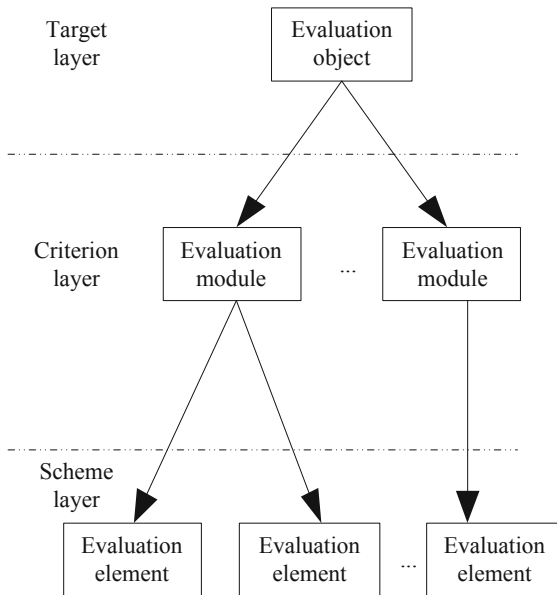 Target
layer
Evaluation
object
Criterion
layer
Evaluation
module
...
Evaluation
module
Scheme
layer
Evaluation
element
Evaluation
element
...
Evaluation
element